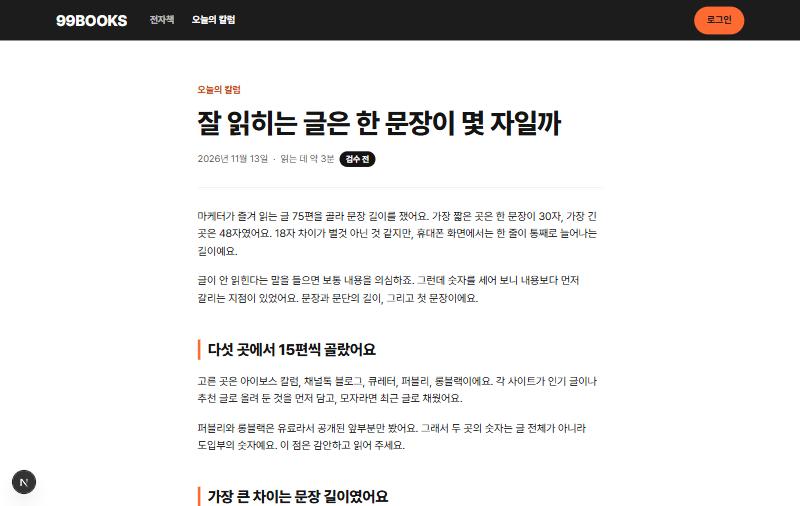 99BOOKS 전자책 오늘의 칼럼 로그인
오늘의 칼럼
잘 읽히는 글은 한 문장이 몇 자일까
2026년 11월 13일 · 읽는 데 약 3분 검수 전
마케터가 즐겨 읽는 글 75편을 골라 문장 길이를 쟀어요. 가장 짧은 곳은 한 문장이 30자, 가장 긴
곳은 48자였어요. 18자 차이가 별것 아닌 것 같지만, 휴대폰 화면에서는 한 줄이 통째로 늘어나는
길이예요.
글이 안 읽힌다는 말을 들으면 보통 내용을 의심하죠. 그런데 숫자를 세어 보니 내용보다 먼저
갈리는 지점이 있었어요. 문장과 문단의 길이, 그리고 첫 문장이에요.
다섯 곳에서 15편씩 골랐어요
고른 곳은 아이보스 칼럼, 채널톡 블로그, 큐레터, 퍼블리, 롱블랙이에요. 각 사이트가 인기 글이나
추천 글로 올려 둔 것을 먼저 담고, 모자라면 최근 글로 채웠어요.
퍼블리와 롱블랙은 유료라서 공개된 앞부분만 봤어요. 그래서 두 곳의 숫자는 글 전체가 아니라
도입부의 숫자예요. 이 점은 감안하고 읽어 주세요.
가장 큰 차이는 문장 길이였어요
N